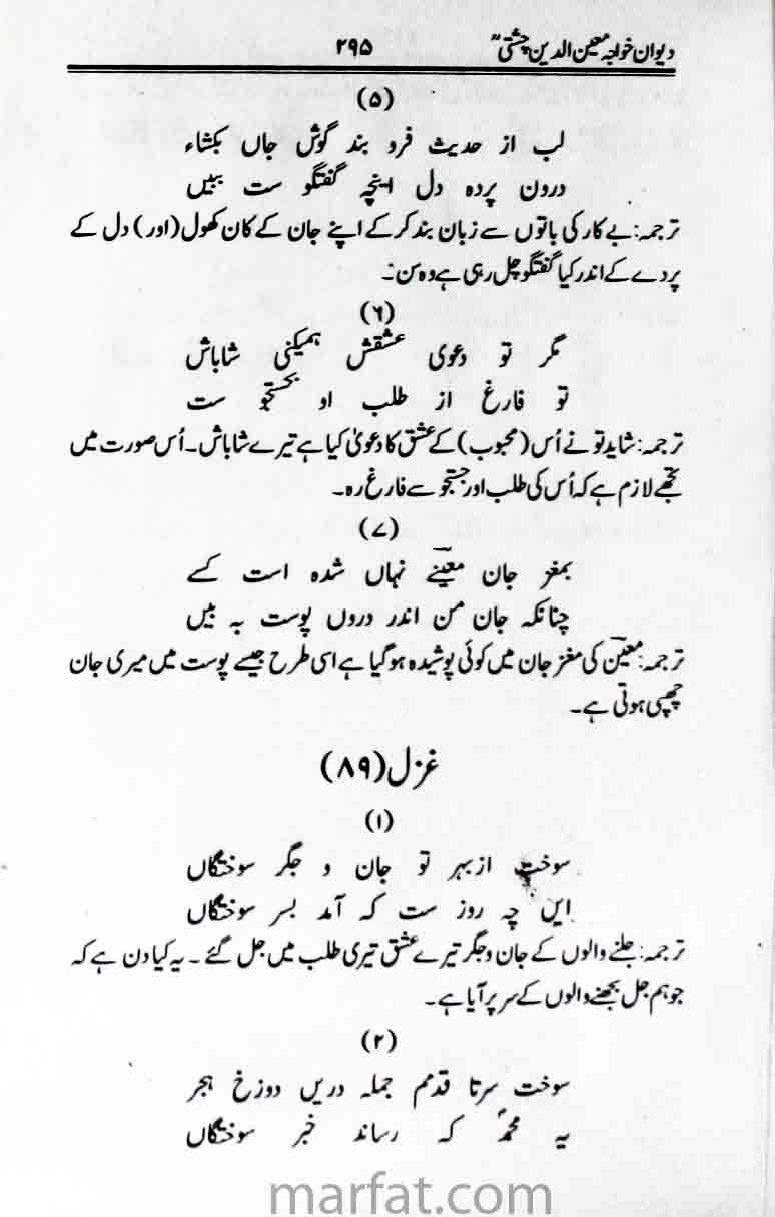 دیوان خواجہ معین الدین چشتیؒ ۲۹۵
(۵)
لب از حدیث فرو بند گوش جاں بکشاء
درون پردہ دل اینچہ گفتگو ست ببیں
ترجمہ: بے کار کی باتوں سے زبان بند کر کے اپنے جان کے کان کھول (اور) دل کے
پردے کے اندر کیا گفتگو چل رہی ہے وہ سن۔
(۶)
مگر تو دعوی عشقش ہمیکنی شاباش
تو فارغ از طلب او بجستجو ست
ترجمہ: شاید تو نے اُس (محبوب) کے عشق کا دعویٰ کیا ہے تیرے شاباش۔ اُس صورت میں
تجھے لازم ہے کہ اُس کی طلب اور جستجو سے فارغ رہ۔
(۷)
بمغز جان معینؔے نہاں شدہ است کسے
چنانکہ جان من اندر دروں پوست بہ بیں
ترجمہ: معینؔ کی مغز جان میں کوئی پوشیدہ ہوگیا ہے اسی طرح جیسے پوست میں میری جان
چھپی ہوتی ہے۔
غزل (۸۹)
(۱)
سوخت از بہر تو جان و جگر سوختگاں
ایں چہ روز ست کہ آمد بسر سوختگاں
ترجمہ: جلنے والوں کے جان و جگر تیرے عشق تیری طلب میں جل گئے۔ یہ کیا دن ہے کہ
جو ہم جل بجھنے والوں کے سر پر آیا ہے۔
(۲)
سوخت سرتا قدمم جملہ دریں دوزخ ہجر
بہ محمدؐ کہ رساند خبر سوختگاں
marfat.com